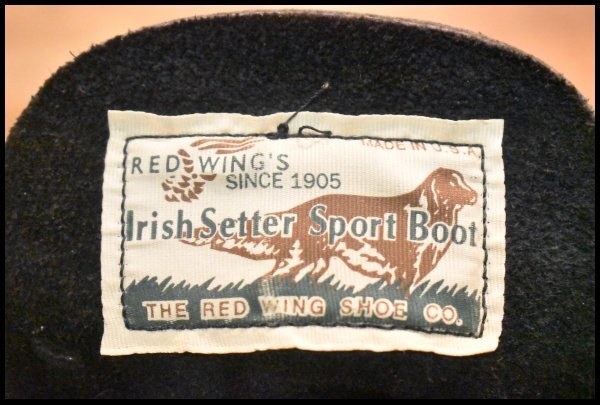 MADE IN U.S.A.
RED WING'S
SINCE 1905
Irish Setter Sport Boot
THE RED WING SHOE CO.